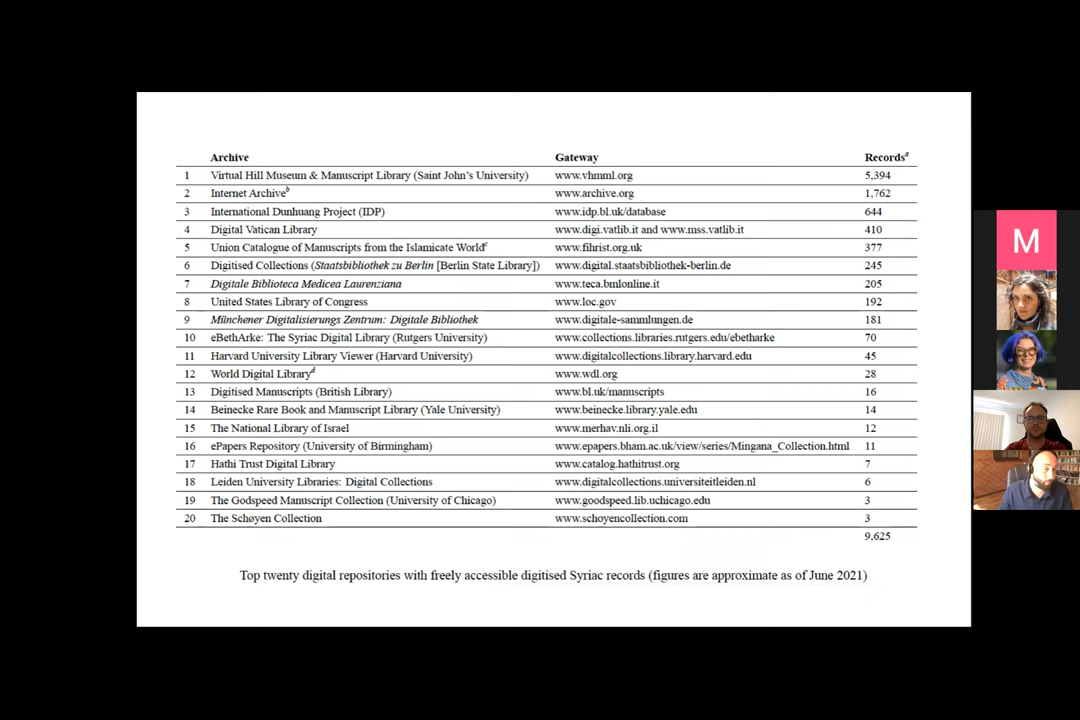 Archive Gateway Recordsᵃ
1 Virtual Hill Museum & Manuscript Library (Saint John's University) www.vhmml.org 5,394
2 Internet Archiveᵇ www.archive.org 1,762
3 International Dunhuang Project (IDP) www.idp.bl.uk/database 644
4 Digital Vatican Library www.digi.vatlib.it and www.mss.vatlib.it 410
5 Union Catalogue of Manuscripts from the Islamicate Worldᶜ www.fihrist.org.uk 377
6 Digitised Collections (Staatsbibliothek zu Berlin [Berlin State Library]) www.digital.staatsbibliothek-berlin.de 245
7 Digitale Biblioteca Medicea Laurenziana www.teca.bmlonline.it 205
8 United States Library of Congress www.loc.gov 192
9 Münchener Digitalisierungs Zentrum: Digitale Bibliothek www.digitale-sammlungen.de 181
10 eBethArke: The Syriac Digital Library (Rutgers University) www.collections.libraries.rutgers.edu/ebetharke 70
11 Harvard University Library Viewer (Harvard University) www.digitalcollections.library.harvard.edu 45
12 World Digital Libraryᵈ www.wdl.org 28
13 Digitised Manuscripts (British Library) www.bl.uk/manuscripts 16
14 Beinecke Rare Book and Manuscript Library (Yale University) www.beinecke.library.yale.edu 14
15 The National Library of Israel www.merhav.nli.org.il 12
16 ePapers Repository (University of Birmingham) www.epapers.bham.ac.uk/view/series/Mingana_Collection.html 11
17 Hathi Trust Digital Library www.catalog.hathitrust.org 7
18 Leiden University Libraries: Digital Collections www.digitalcollections.universiteitleiden.nl 6
19 The Godspeed Manuscript Collection (University of Chicago) www.goodspeed.lib.uchicago.edu 3
20 The Schøyen Collection www.schoyencollection.com 3
9,625
Top twenty digital repositories with freely accessible digitised Syriac records (figures are approximate as of June 2021)
M